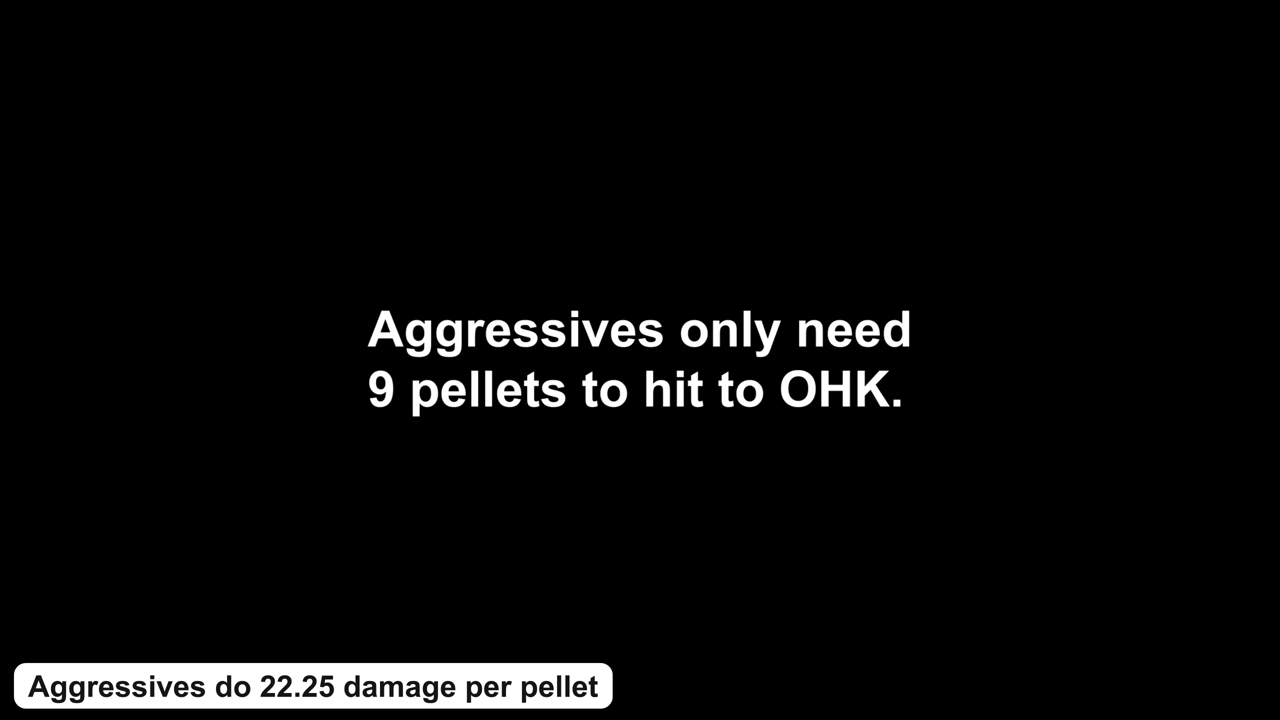 Aggressives only need
9 pellets to hit to OHK.
Aggressives do 22.25 damage per pellet